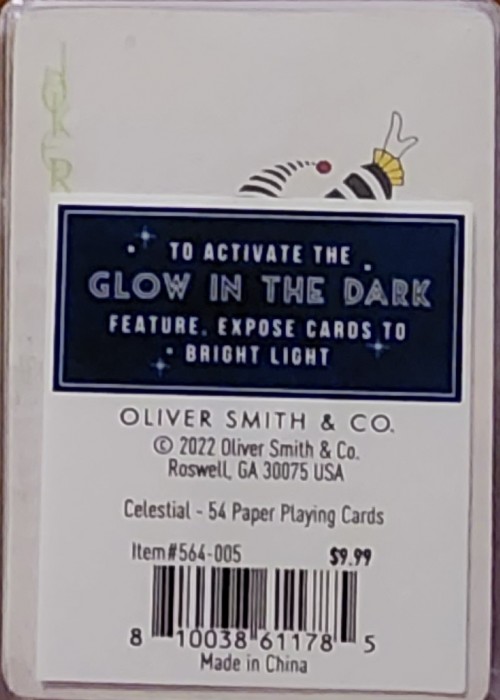 JOKER
TO ACTIVATE THE
GLOW IN THE DARK
FEATURE, EXPOSE CARDS TO
BRIGHT LIGHT
OLIVER SMITH & CO.
© 2022 Oliver Smith & Co.
Roswell, GA 30075 USA
Celestial - 54 Paper Playing Cards
Item#564-005 $9.99
8 10038 61178 5
Made in China